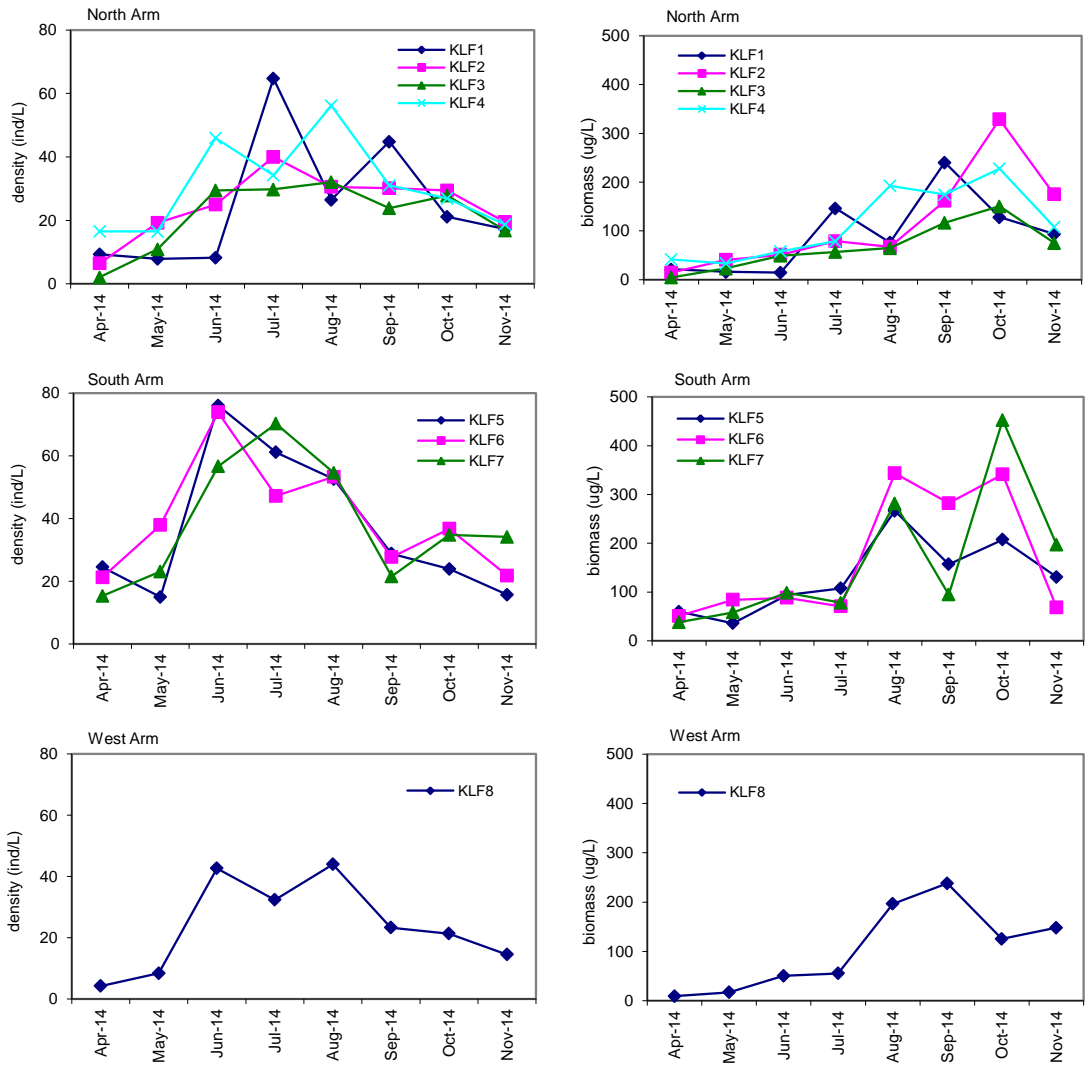 North Arm
80
60
40
20
0
density (ind/L)
KLF1
KLF2
KLF3
KLF4
Apr-14
May-14
Jun-14
Jul-14
Aug-14
Sep-14
Oct-14
Nov-14
North Arm
500
400
300
200
100
0
biomass (ug/L)
KLF1
KLF2
KLF3
KLF4
Apr-14
May-14
Jun-14
Jul-14
Aug-14
Sep-14
Oct-14
Nov-14
South Arm
80
60
40
20
0
density (ind/L)
KLF5
KLF6
KLF7
Apr-14
May-14
Jun-14
Jul-14
Aug-14
Sep-14
Oct-14
Nov-14
South Arm
500
400
300
200
100
0
biomass (ug/L)
KLF5
KLF6
KLF7
Apr-14
May-14
Jun-14
Jul-14
Aug-14
Sep-14
Oct-14
Nov-14
West Arm
80
60
40
20
0
density (ind/L)
KLF8
Apr-14
May-14
Jun-14
Jul-14
Aug-14
Sep-14
Oct-14
Nov-14
West Arm
500
400
300
200
100
0
biomass (ug/L)
KLF8
Apr-14
May-14
Jun-14
Jul-14
Aug-14
Sep-14
Oct-14
Nov-14